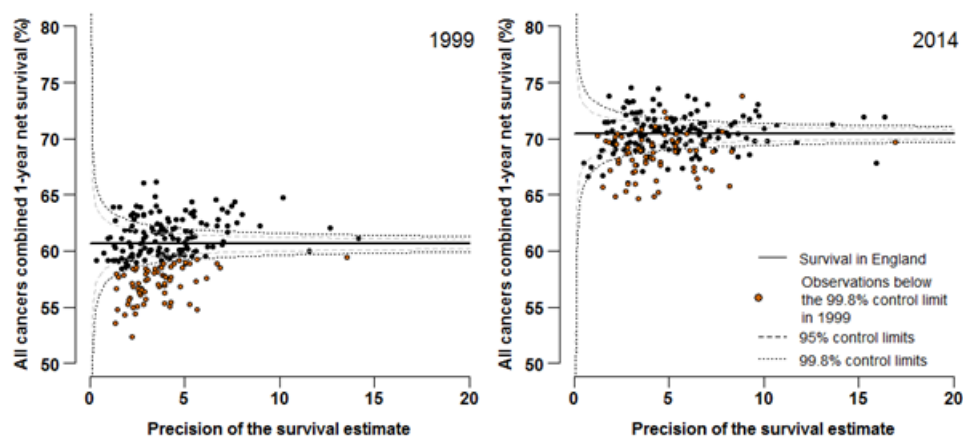 All cancers combined 1-year net survival (%)
80
75
70
65
60
55
50
1999
0
5
10
15
20
Precision of the survival estimate
All cancers combined 1-year net survival (%)
80
75
70
65
60
55
50
2014
Survival in England
Observations below
the 99.8% control limit
in 1999
95% control limits
99.8% control limits
0
5
10
15
20
Precision of the survival estimate